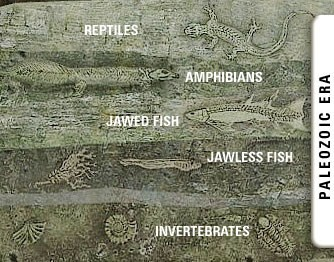 REPTILES
AMPHIBIANS
JAWED FISH
JAWLESS FISH
INVERTEBRATES
PALEOZOIC ERA